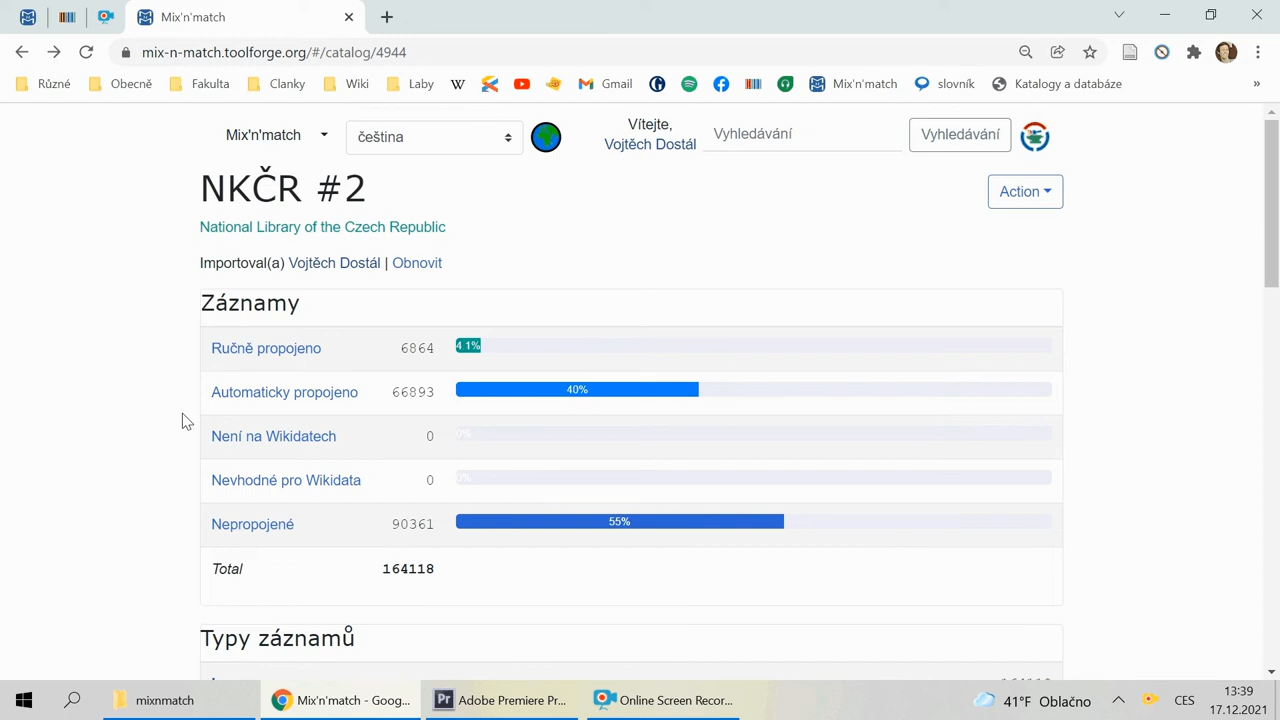 Mix'n'match
mix-n-match.toolforge.org/#/catalog/4944
Různé Obecně Fakulta Clanky Wiki Laby W Gmail Mix'n'match slovník Katalogy a databáze »
Mix'n'match čeština Vítejte, Vojtěch Dostál Vyhledávání Vyhledávání
NKČR #2 Action
National Library of the Czech Republic
Importoval(a) Vojtěch Dostál | Obnovit
Záznamy
Ručně propojeno 6864 4.1%
Automaticky propojeno 66893 40%
Není na Wikidatech 0 0%
Nevhodné pro Wikidata 0 0%
Nepropojené 90361 55%
Total 164118
Typy záznamů
mixnmatch Mix'n'match - Goog... Pr Adobe Premiere Pr... Online Screen Recor... 41°F Oblačno CES 13:39
17.12.2021